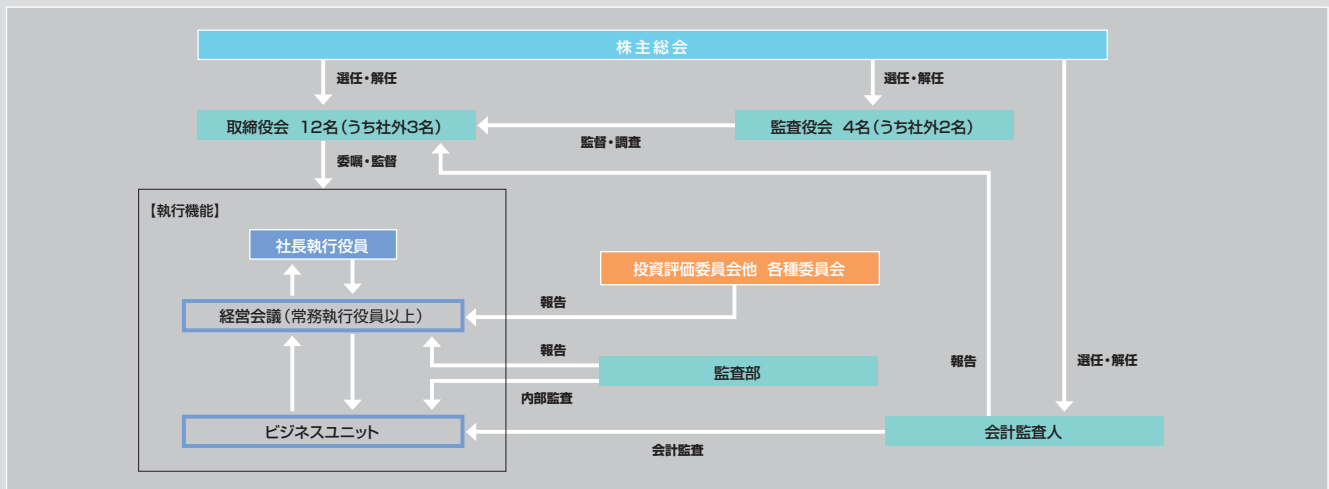 株主総会
選任・解任
選任・解任
取締役会 12名（うち社外3名）
監査役会 4名（うち社外2名）
監督・調査
委嘱・監督
【執行機能】
社長執行役員
投資評価委員会他 各種委員会
報告
経営会議（常務執行役員以上）
報告
監査部
報告
選任・解任
内部監査
ビジネスユニット
会計監査人
会計監査